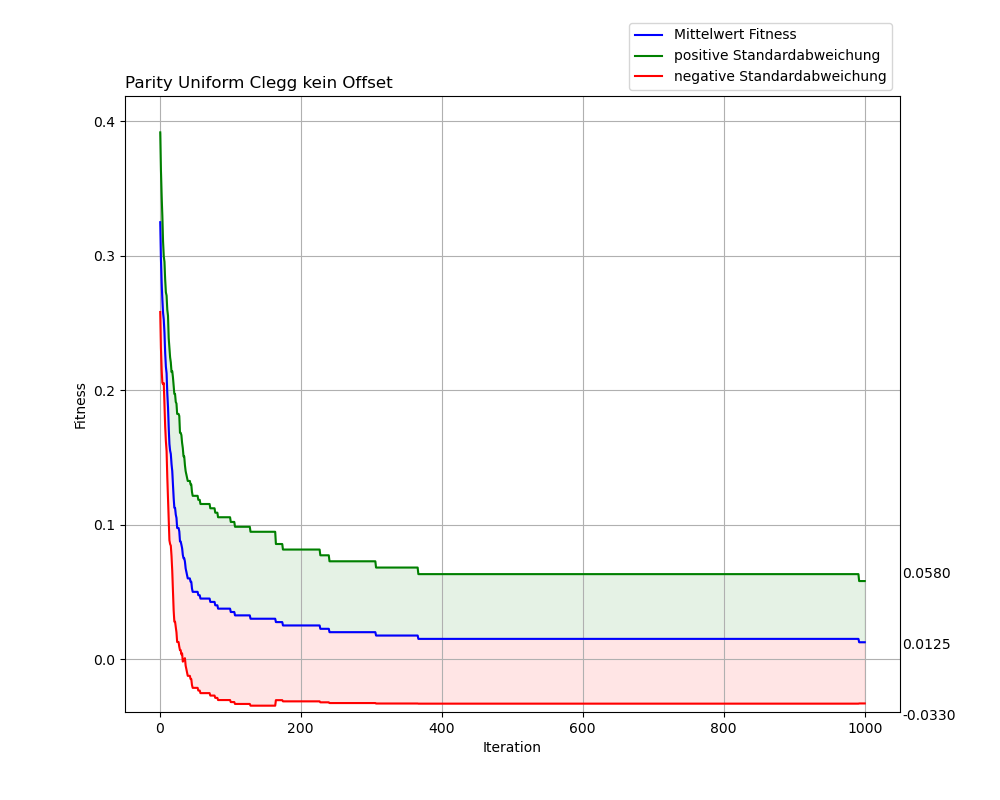 Mittelwert Fitness
positive Standardabweichung
negative Standardabweichung
Parity Uniform Clegg kein Offset
0.4
0.3
0.2
0.1
0.0
Fitness
0.0580
0.0125
-0.0330
0 200 400 600 800 1000
Iteration